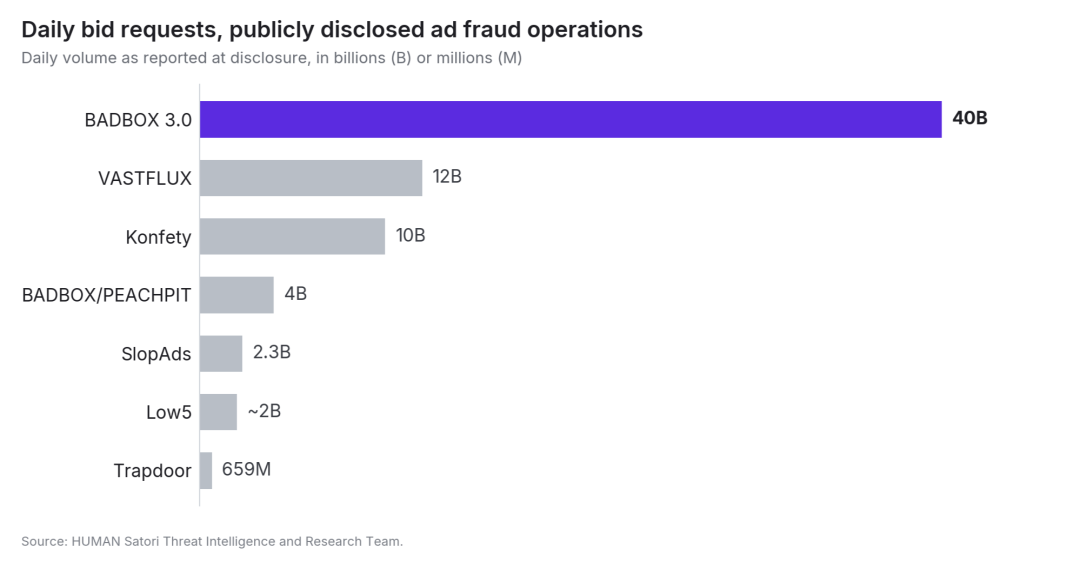 Daily bid requests, publicly disclosed ad fraud operations
Daily volume as reported at disclosure, in billions (B) or millions (M)
BADBOX 3.0 40B
VASTFLUX 12B
Konfety 10B
BADBOX/PEACHPIT 4B
SlopAds 2.3B
Low5 ~2B
Trapdoor 659M
Source: HUMAN Satori Threat Intelligence and Research Team.